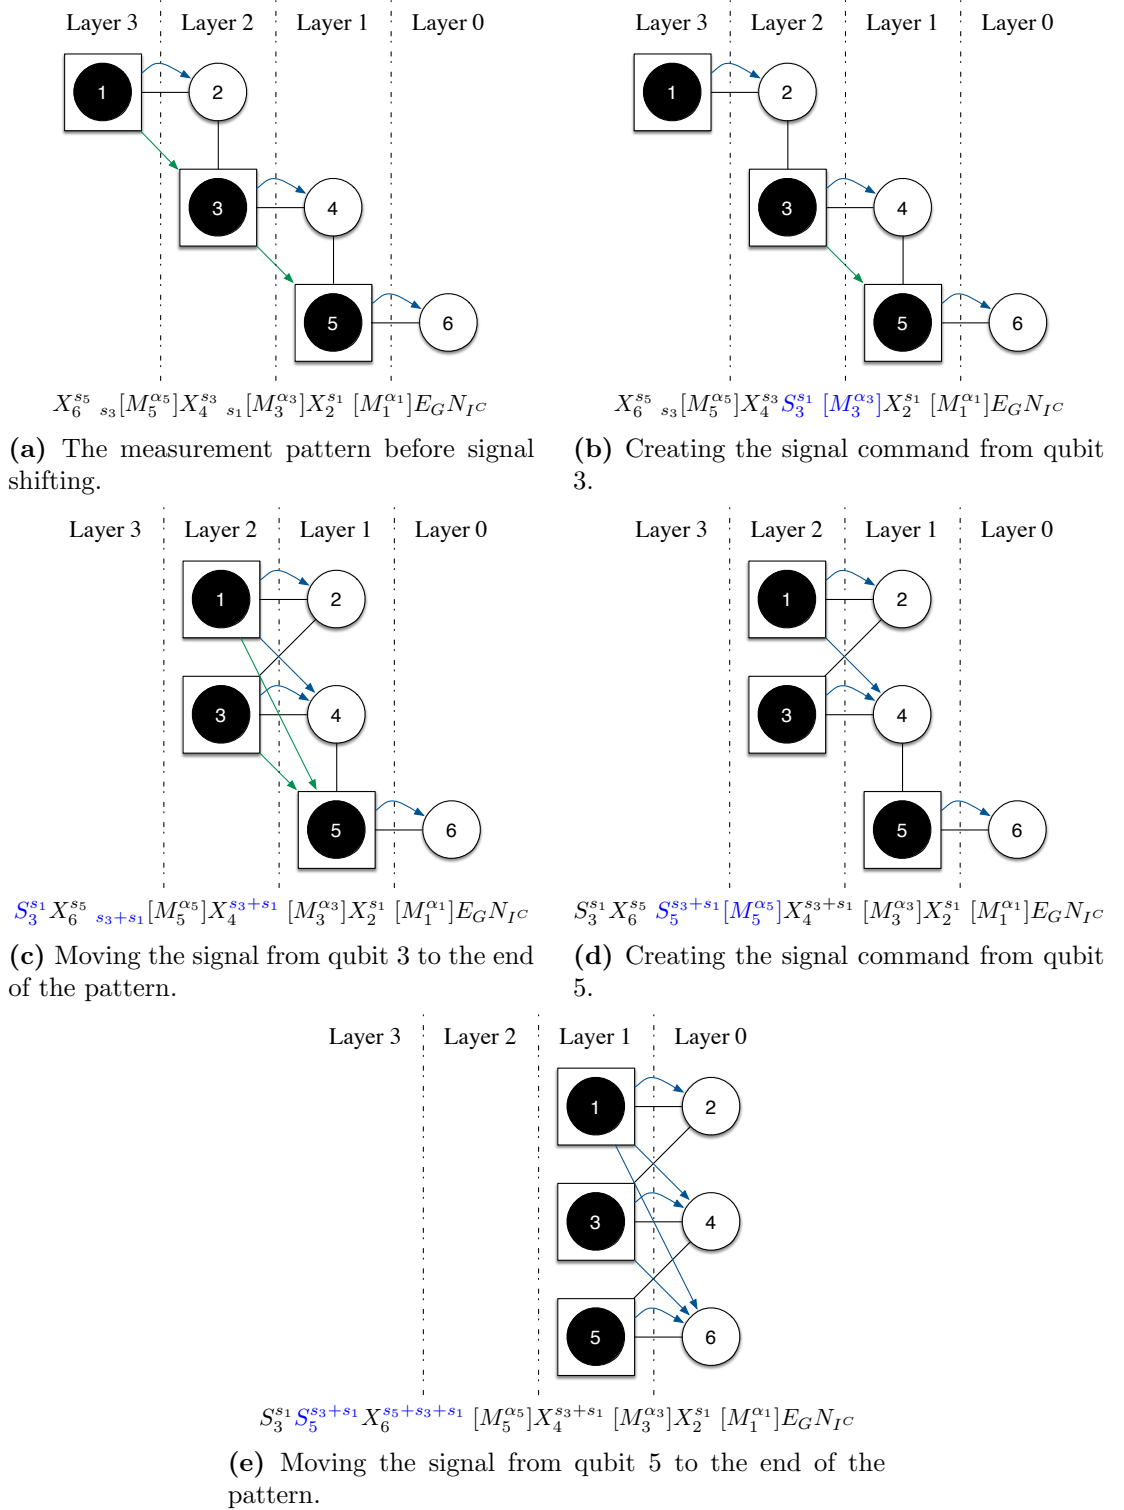 Layer 3 Layer 2 Layer 1 Layer 0
1 2
3 4
5 6
X_6^{s_5} _{s_3}[M_5^{α_5}]X_4^{s_3} _{s_1}[M_3^{α_3}]X_2^{s_1} [M_1^{α_1}]E_G N_{I^C}
(a) The measurement pattern before signal
shifting.
Layer 3 Layer 2 Layer 1 Layer 0
1 2
3 4
5 6
X_6^{s_5} _{s_3}[M_5^{α_5}]X_4^{s_3}S_3^{s_1} [M_3^{α_3}]X_2^{s_1} [M_1^{α_1}]E_G N_{I^C}
(b) Creating the signal command from qubit
3.
Layer 3 Layer 2 Layer 1 Layer 0
1 2
3 4
5 6
S_3^{s_1}X_6^{s_5} _{s_3+s_1}[M_5^{α_5}]X_4^{s_3+s_1} [M_3^{α_3}]X_2^{s_1} [M_1^{α_1}]E_G N_{I^C}
(c) Moving the signal from qubit 3 to the end
of the pattern.
Layer 3 Layer 2 Layer 1 Layer 0
1 2
3 4
5 6
S_3^{s_1}X_6^{s_5} S_5^{s_3+s_1}[M_5^{α_5}]X_4^{s_3+s_1} [M_3^{α_3}]X_2^{s_1} [M_1^{α_1}]E_G N_{I^C}
(d) Creating the signal command from qubit
5.
Layer 3 Layer 2 Layer 1 Layer 0
1 2
3 4
5 6
S_3^{s_1}S_5^{s_3+s_1}X_6^{s_5+s_3+s_1} [M_5^{α_5}]X_4^{s_3+s_1} [M_3^{α_3}]X_2^{s_1} [M_1^{α_1}]E_G N_{I^C}
(e) Moving the signal from qubit 5 to the end of the
pattern.